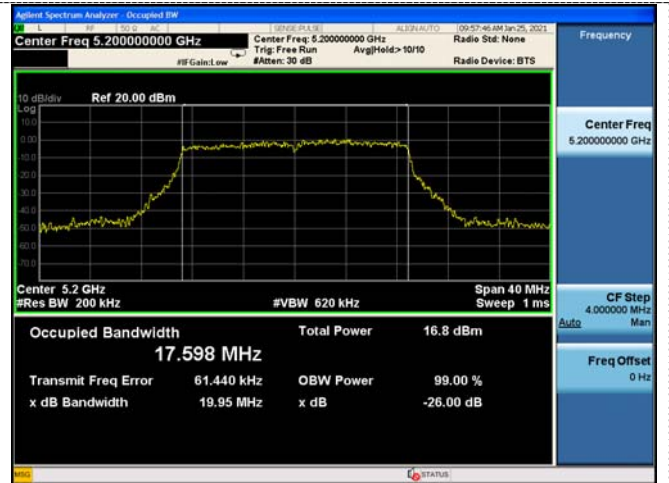 Agilent Spectrum Analyzer - Occupied BW
L RF 50 Ω AC SENSE:PULSE ALIGNAUTO 09:57:46 AM Jan 25, 2021
Center Freq 5.200000000 GHz
Center Freq: 5.200000000 GHz
Radio Std: None
Trig: Free Run Avg|Hold:>10/10
#IFGain:Low
#Atten: 30 dB
Radio Device: BTS
Frequency
10 dB/div Ref 20.00 dBm
Log
10.0
0.00
-10.0
-20.0
-30.0
-40.0
-50.0
-60.0
-70.0
Center 5.2 GHz
Span 40 MHz
#Res BW 200 kHz
#VBW 620 kHz
Sweep 1 ms
Center Freq
5.200000000 GHz
CF Step
4.000000 MHz
Auto Man
Freq Offset
0 Hz
Occupied Bandwidth
Total Power 16.8 dBm
17.598 MHz
Transmit Freq Error 61.440 kHz
OBW Power 99.00 %
x dB Bandwidth 19.95 MHz
x dB -26.00 dB
MSG
STATUS